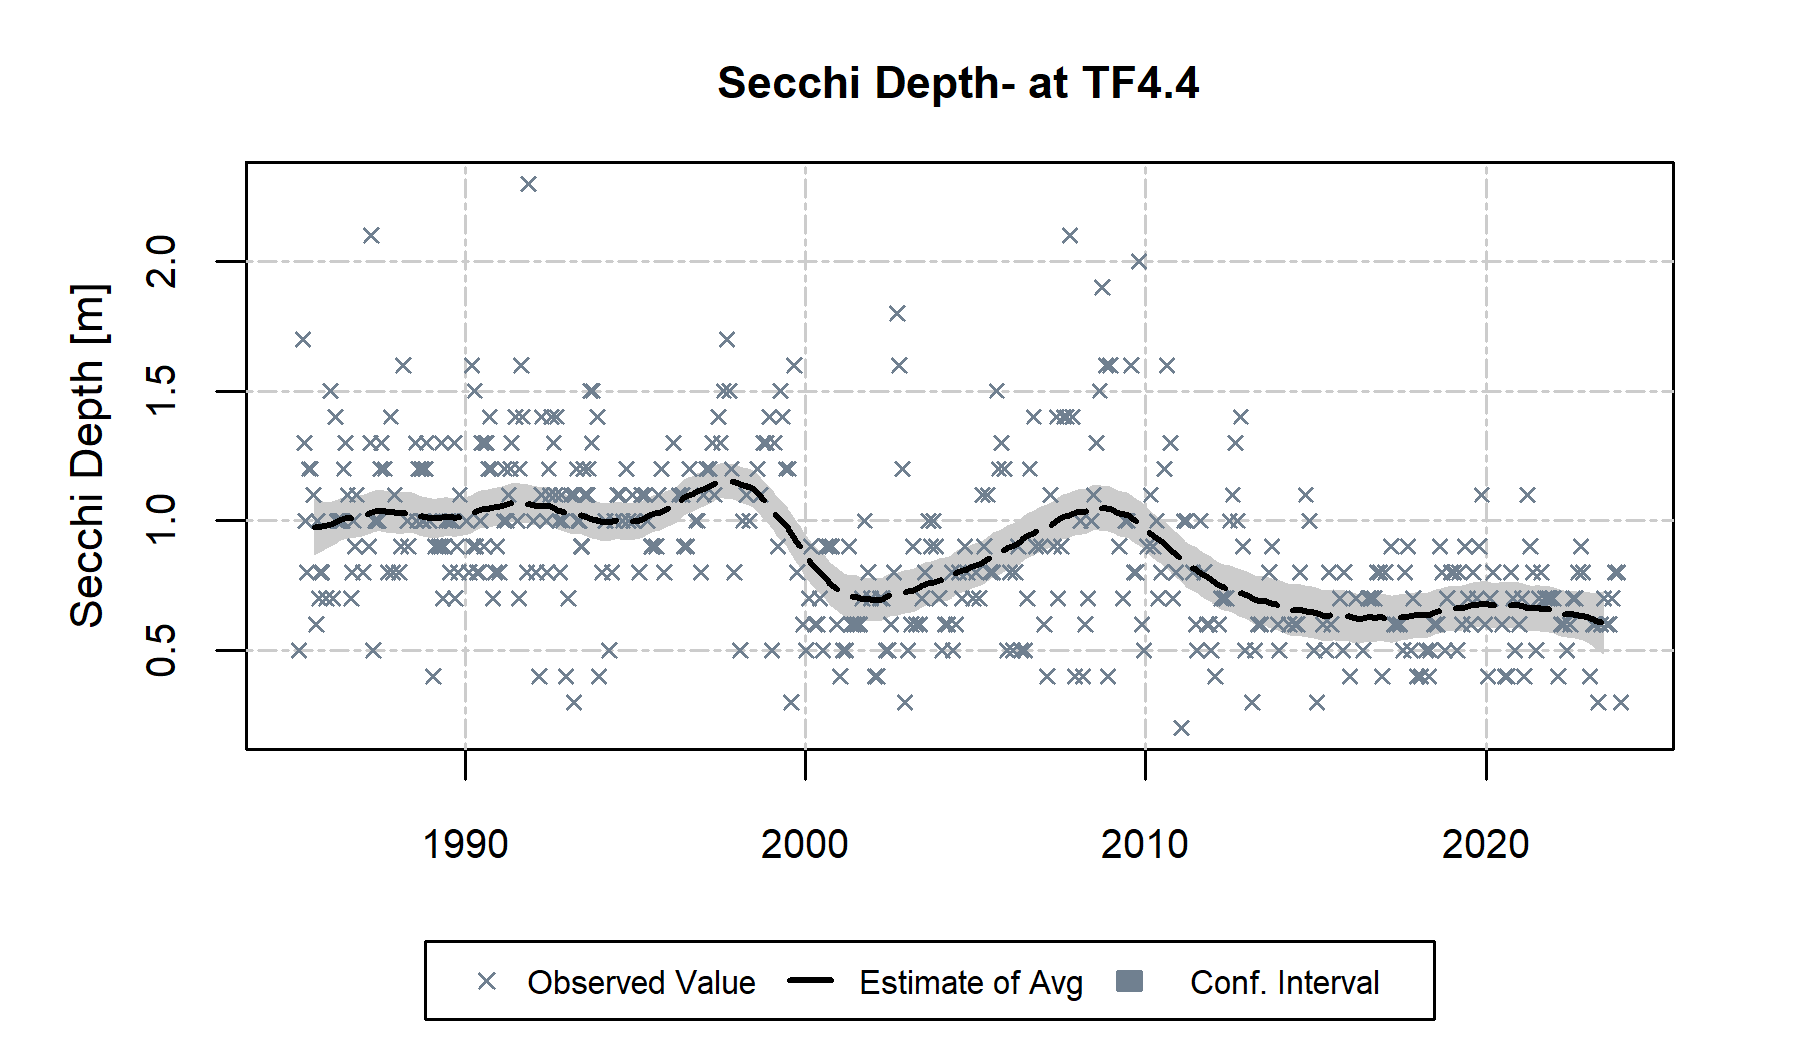 Secchi Depth- at TF4.4
Secchi Depth [m]
2.0
1.5
1.0
0.5
1990 2000 2010 2020
Observed Value Estimate of Avg Conf. Interval